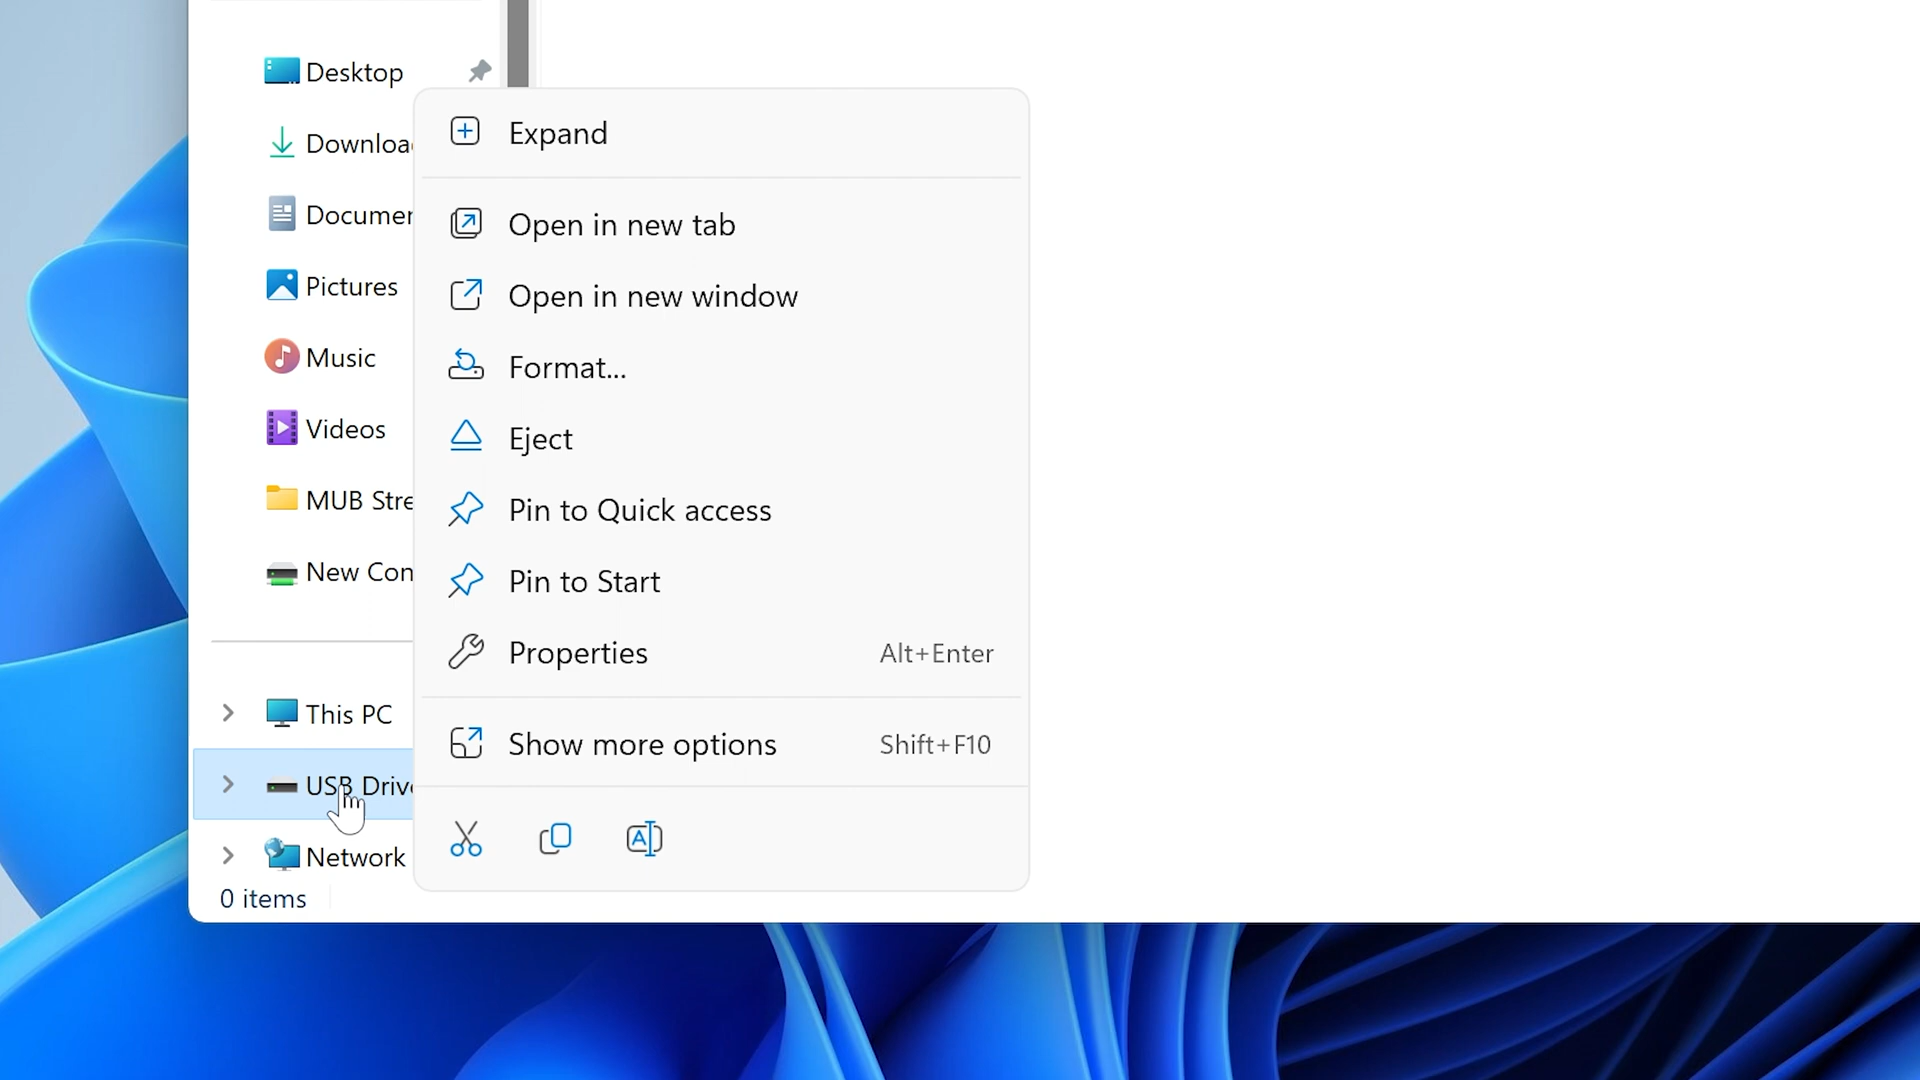 Desktop
Downloa
Documen
Pictures
Music
Videos
MUB Stre
New Con
This PC
USB Drive
Network
0 items
Expand
Open in new tab
Open in new window
Format...
Eject
Pin to Quick access
Pin to Start
Properties Alt+Enter
Show more options Shift+F10